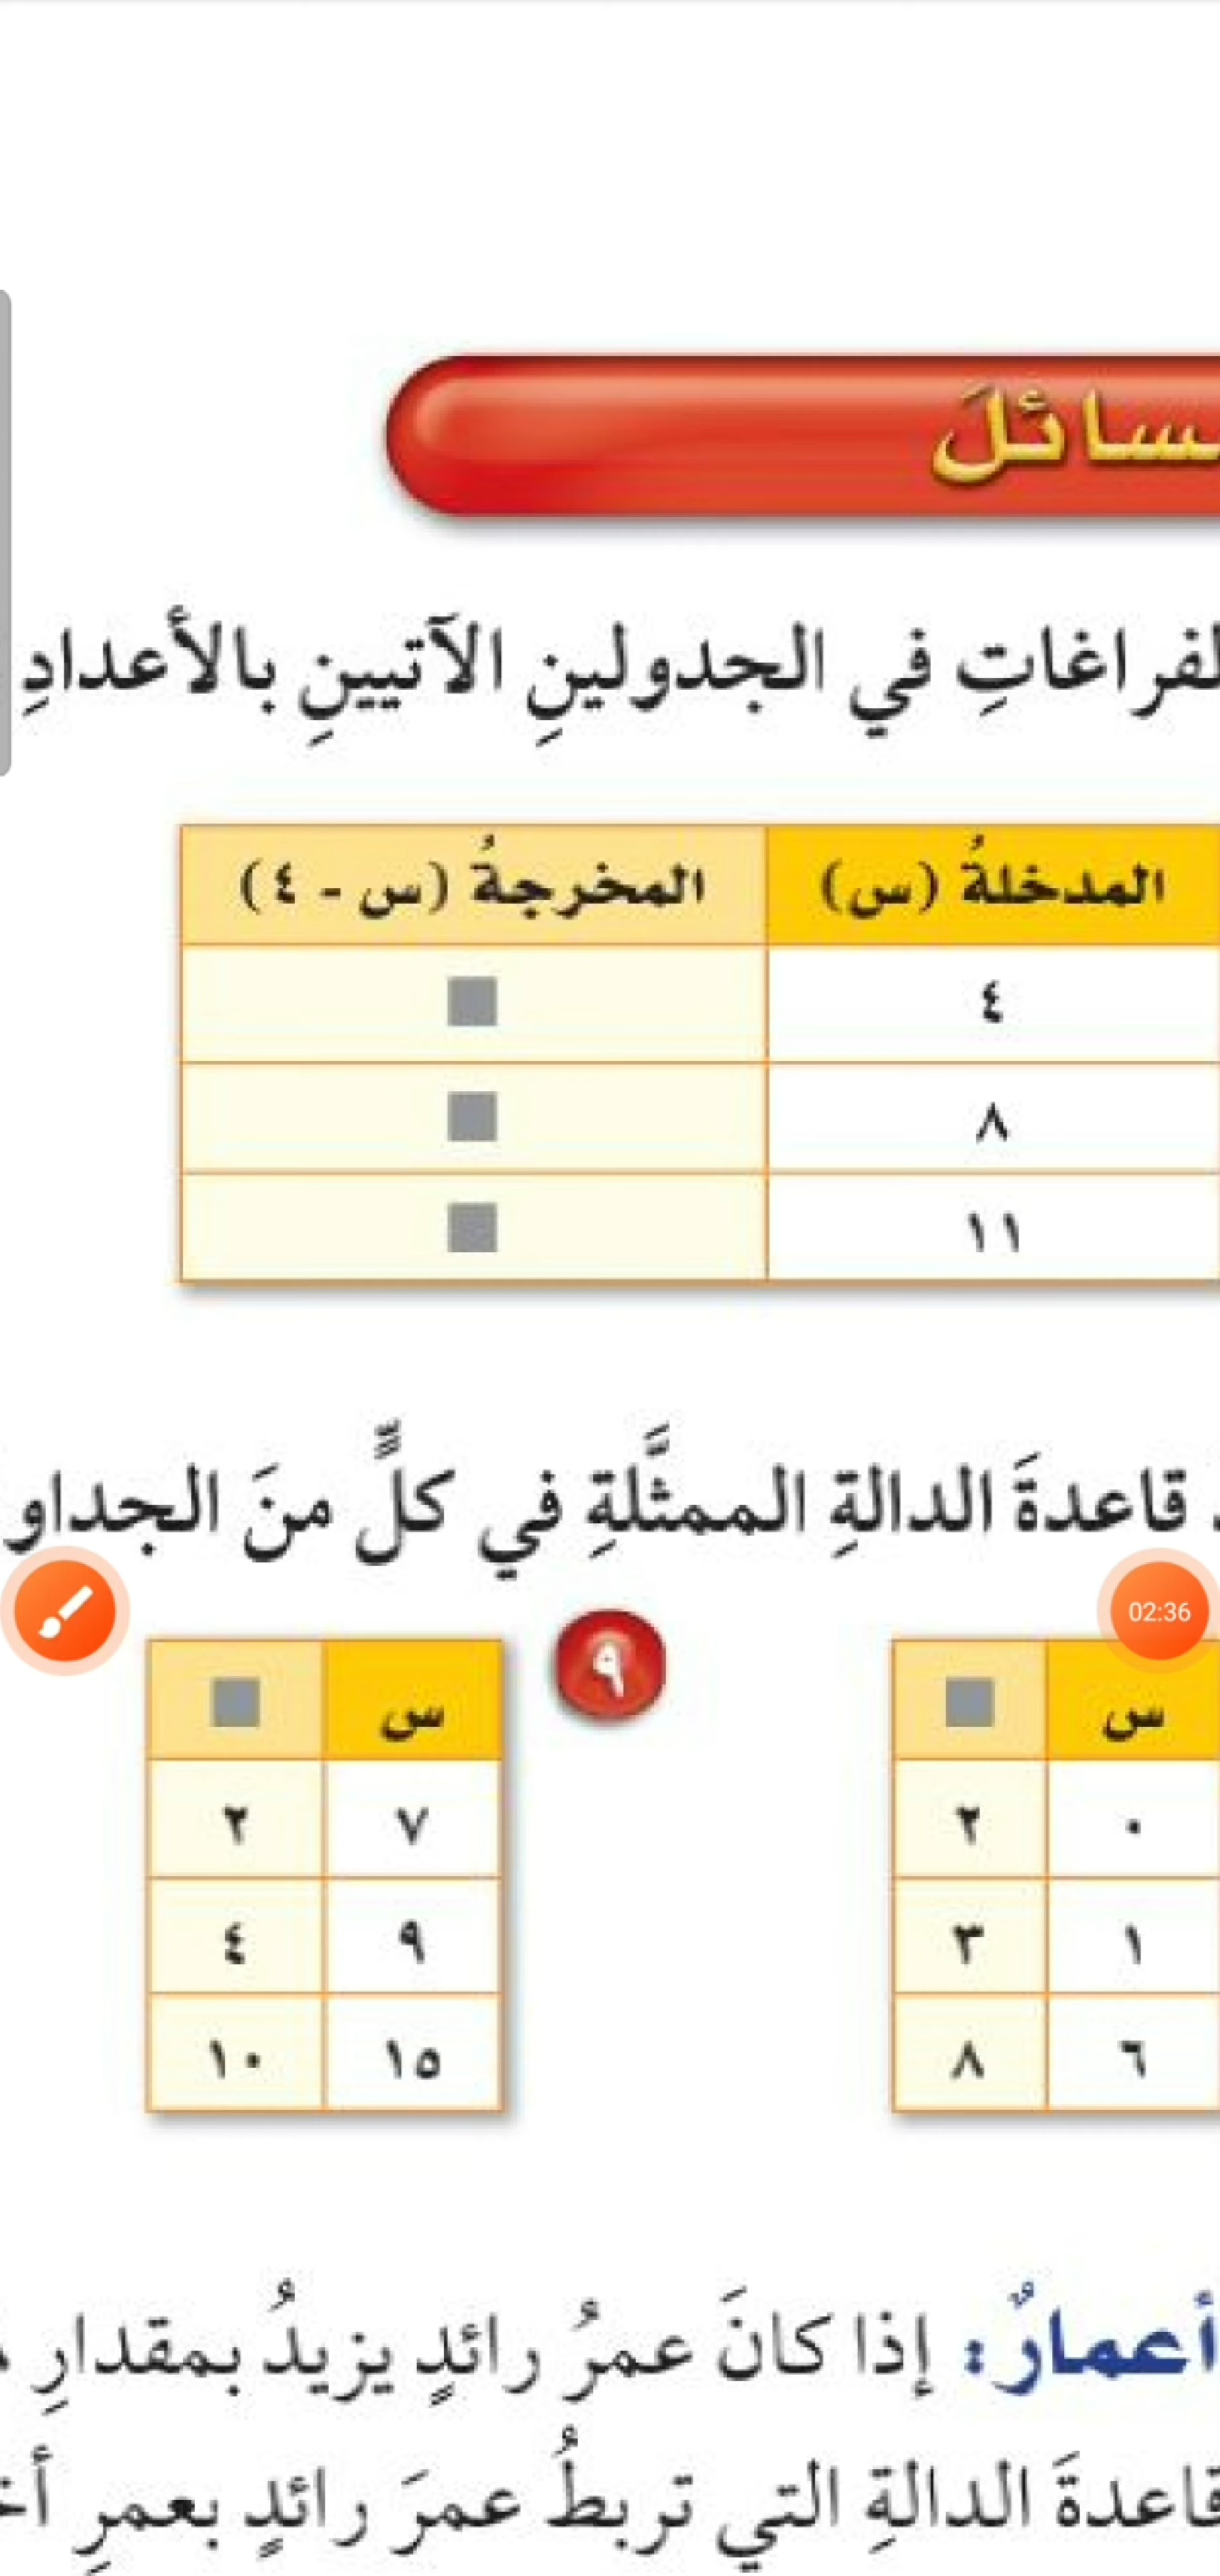 لفراغاتِ في الجدولينِ الآتيينِ بالأعدادِ
المدخلةُ (س) المخرجةُ (س - ٤)
٤
٨
١١
قاعدةَ الدالةِ الممثَّلةِ في كلٍّ منَ الجداو
02:36
س
٠ ٢
١ ٣
٦ ٨
٩
س
٧ ٢
٩ ٤
١٥ ١٠
أعمارٌ: إذا كانَ عمرُ رائدٍ يزيدُ بمقدارِ
قاعدةَ الدالةِ التي تربطُ عمرَ رائدٍ بعمرِ